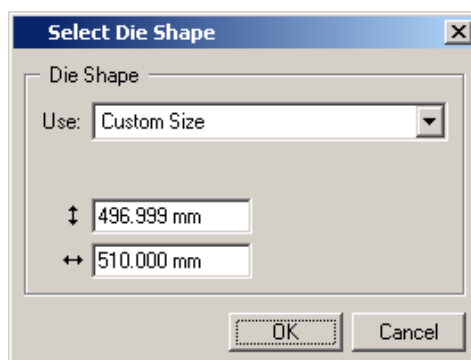 Select Die Shape
Die Shape
Use: Custom Size
496.999 mm
510.000 mm
OK Cancel